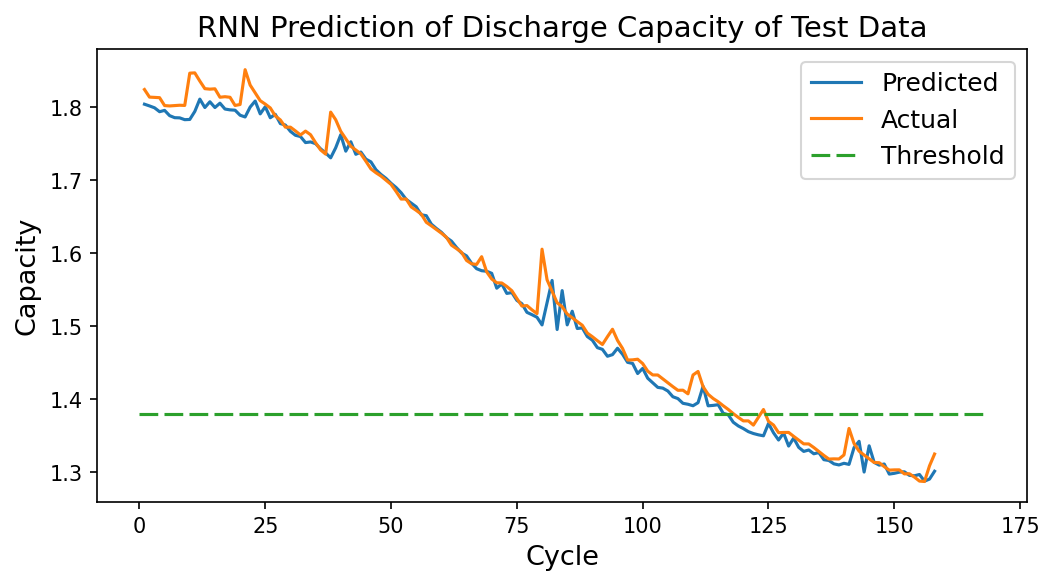 RNN Prediction of Discharge Capacity of Test Data
Predicted
Actual
Threshold
Capacity
1.8
1.7
1.6
1.5
1.4
1.3
0 25 50 75 100 125 150 175
Cycle